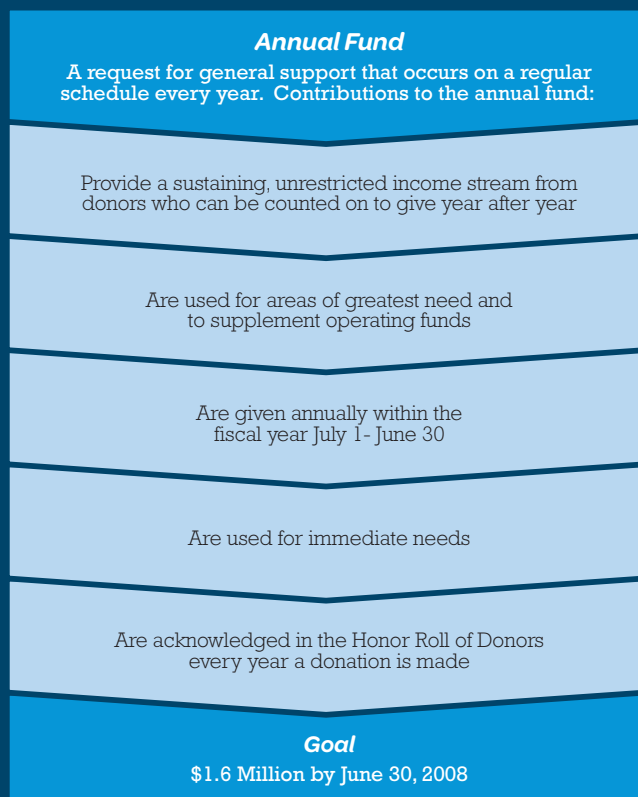 Annual Fund
A request for general support that occurs on a regular
schedule every year. Contributions to the annual fund:
Provide a sustaining, unrestricted income stream from
donors who can be counted on to give year after year
Are used for areas of greatest need and
to supplement operating funds
Are given annually within the
fiscal year July 1- June 30
Are used for immediate needs
Are acknowledged in the Honor Roll of Donors
every year a donation is made
Goal
$1.6 Million by June 30, 2008